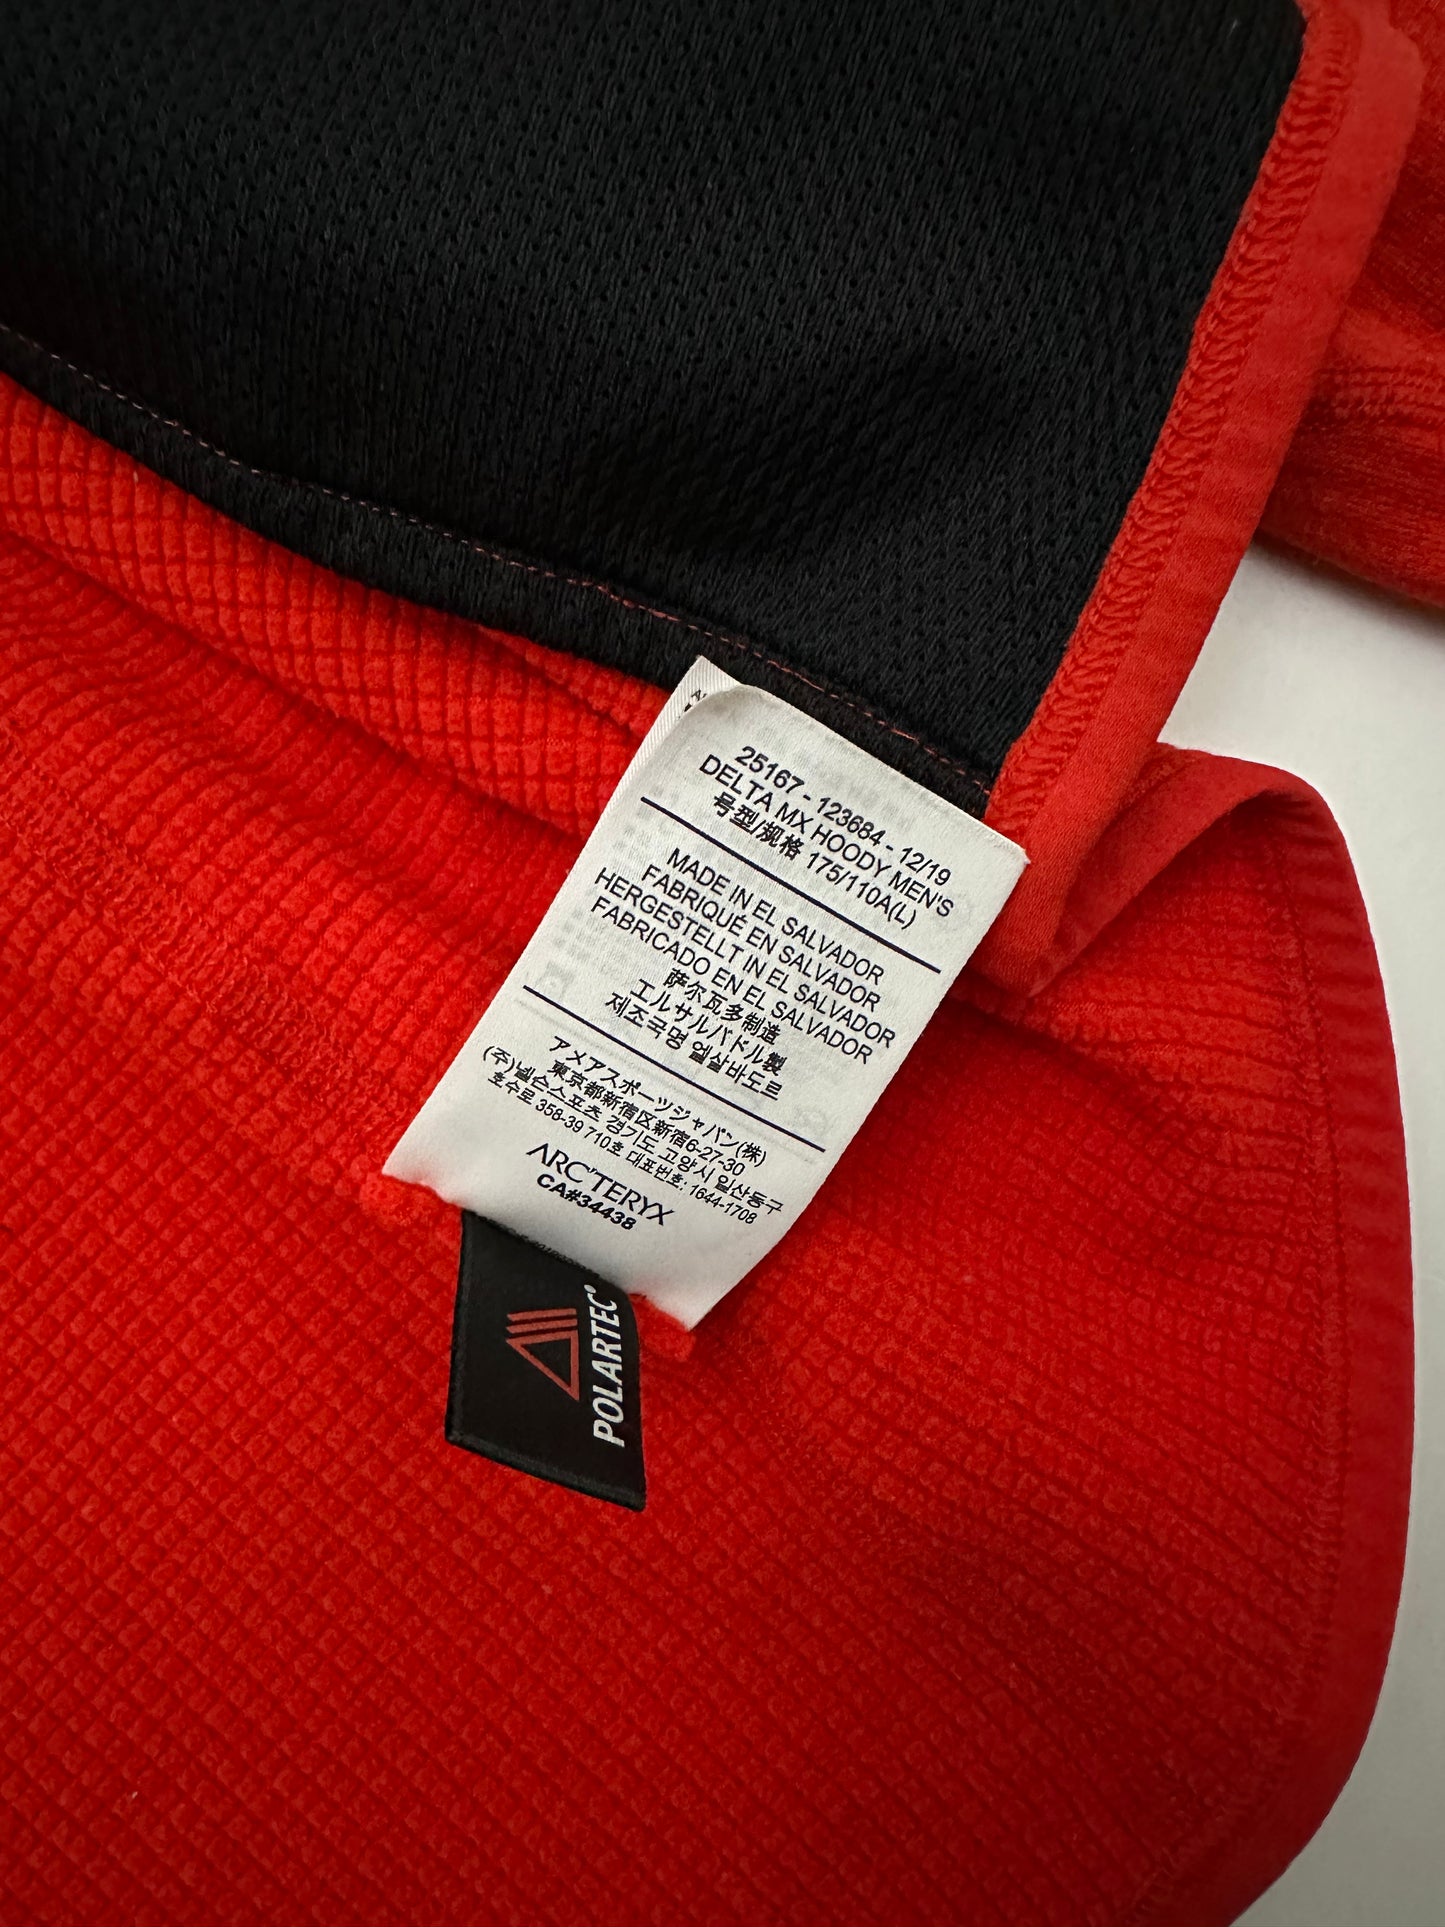 25167 - 123684 - 12/19
DELTA MX HOODY MEN'S
号型/规格 175/110A(L)
MADE IN EL SALVADOR
FABRIQUÉ EN SALVADOR
HERGESTELLT IN EL SALVADOR
FABRICADO EN EL SALVADOR
萨尔瓦多制造
エルサルバドル製
제조국명 엘살바도르
アメアスポーツジャパン(株)
東京都新宿区新宿6-27-30
(주)넬슨스포츠 경기도 고양시 일산동구
호수로 358-39 710호 대표번호: 1644-1708
ARC'TERYX
CA#34438
POLARTEC®